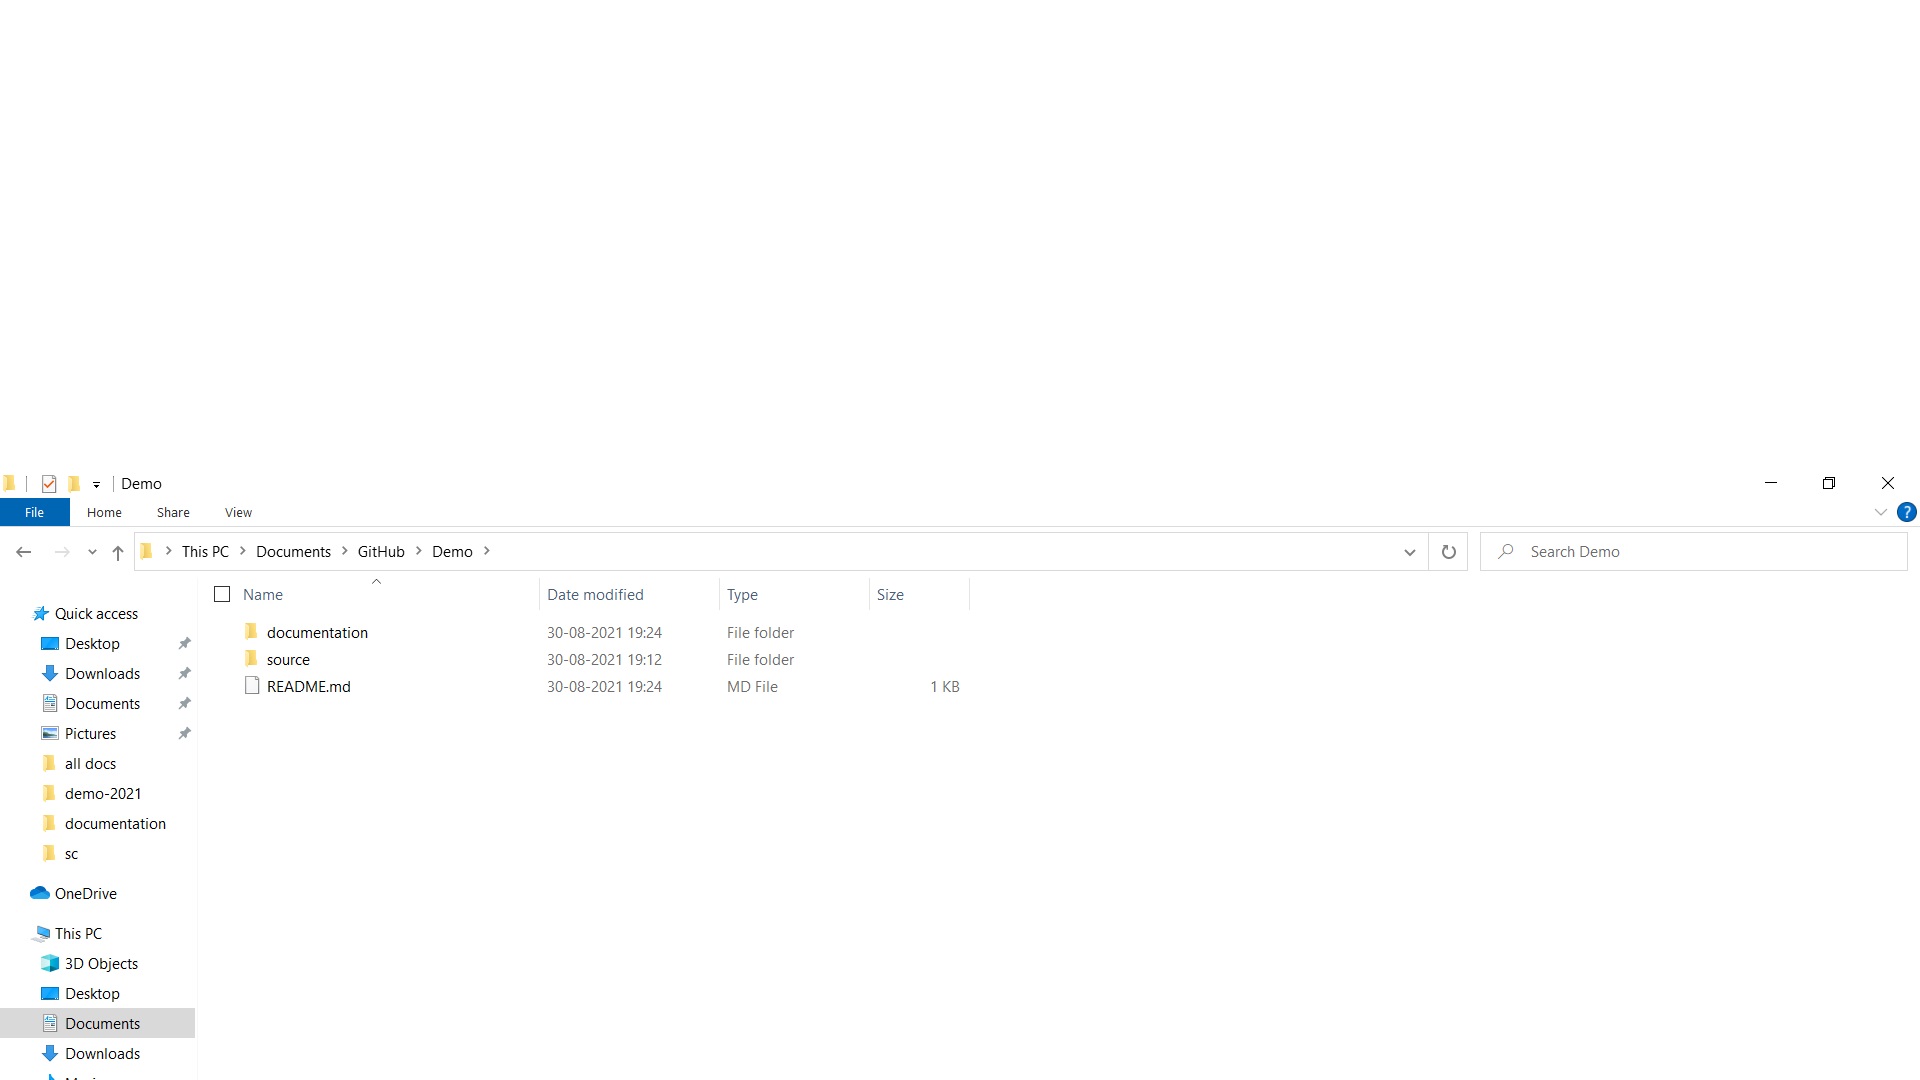 Demo
File Home Share View
?
This PC Documents GitHub Demo
Search Demo
Name Date modified Type Size
documentation 30-08-2021 19:24 File folder
source 30-08-2021 19:12 File folder
README.md 30-08-2021 19:24 MD File 1 KB
Quick access
Desktop
Downloads
Documents
Pictures
all docs
demo-2021
documentation
sc
OneDrive
This PC
3D Objects
Desktop
Documents
Downloads